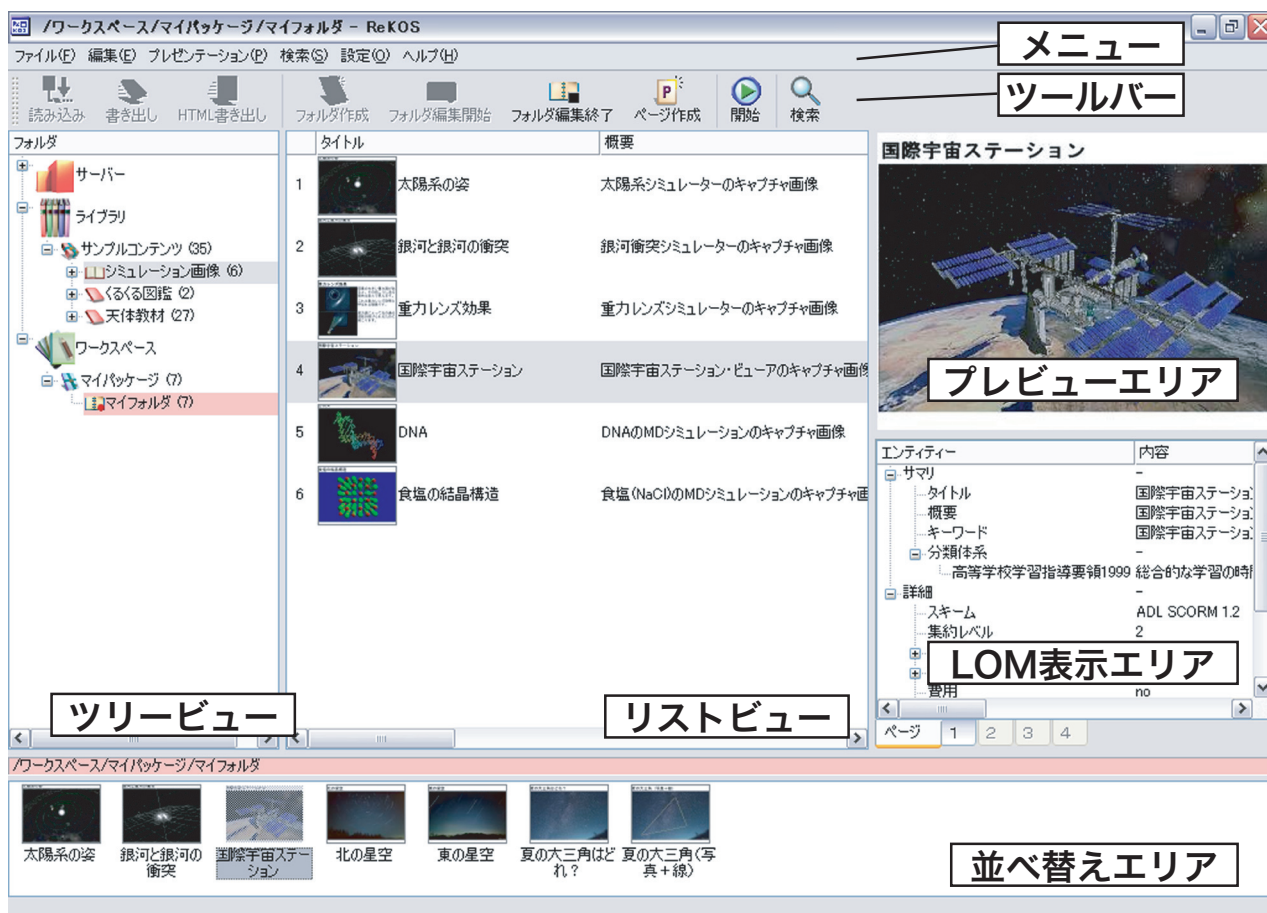 /ワークスペース/マイパッケージ/マイフォルダ - ReKOS
ファイル(F) 編集(E) プレゼンテーション(P) 検索(S) 設定(O) ヘルプ(H)
メニュー
読み込み 書き出し HTML書き出し フォルダ作成 フォルダ編集開始 フォルダ編集終了 ページ作成 開始 検索
ツールバー
フォルダ
サーバー
ライブラリ
サンプルコンテンツ (35)
シミュレーション画像 (6)
くるくる図鑑 (2)
天体教材 (27)
ワークスペース
マイパッケージ (7)
マイフォルダ (7)
ツリービュー
タイトル 概要
1 太陽系の姿 太陽系シミュレーターのキャプチャ画像
2 銀河と銀河の衝突 銀河衝突シミュレーターのキャプチャ画像
3 重力レンズ効果 重力レンズシミュレーターのキャプチャ画像
4 国際宇宙ステーション 国際宇宙ステーション・ビューアのキャプチャ画像
5 DNA DNAのMDシミュレーションのキャプチャ画像
6 食塩の結晶構造 食塩(NaCl)のMDシミュレーションのキャプチャ画
リストビュー
国際宇宙ステーション
プレビューエリア
エンティティー 内容
サマリ -
タイトル 国際宇宙ステーション
概要 国際宇宙ステーション
キーワード 国際宇宙ステーション
分類体系 -
高等学校学習指導要領1999 総合的な学習の時間
詳細 -
スキーム ADL SCORM 1.2
集約レベル 2
LOM表示エリア
費用 no
ページ 1 2 3 4
/ワークスペース/マイパッケージ/マイフォルダ
太陽系の姿
銀河と銀河の
衝突
国際宇宙ステー
ション
北の星空
東の星空
夏の大三角はど
れ?
夏の大三角(写
真+線)
並べ替えエリア